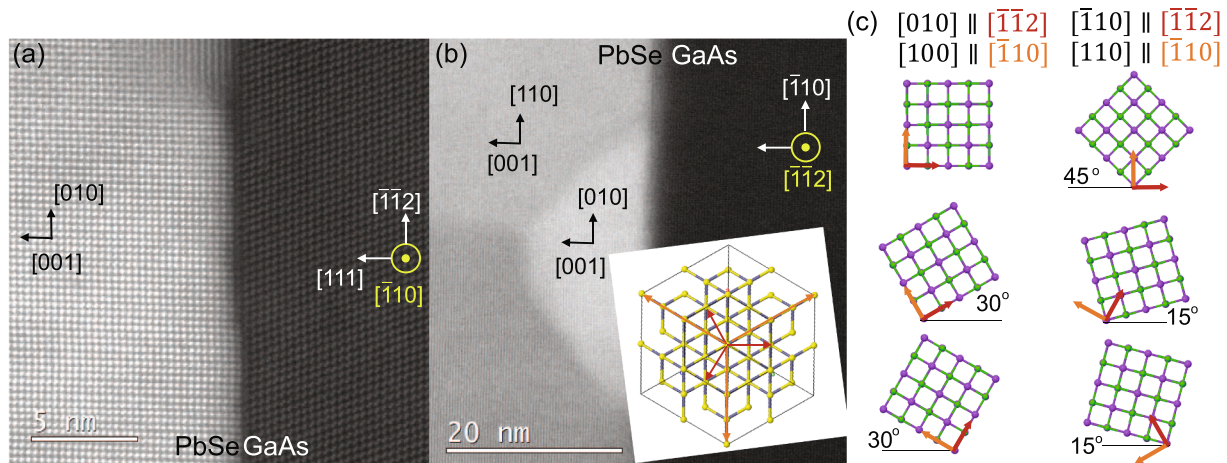 (a)
[010]
[001]
[1̅1̅2]
[111]
[1̅10]
5 nm
PbSe GaAs
(b)
PbSe GaAs
[110]
[001]
[1̅10]
[1̅1̅2]
[010]
[001]
20 nm
(c)
[010] ∥ [1̅1̅2]
[100] ∥ [1̅10]
[1̅10] ∥ [1̅1̅2]
[110] ∥ [1̅10]
45°
30°
15°
30°
15°